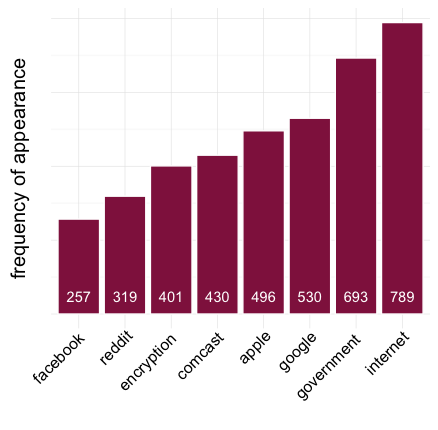 frequency of appearance
257 319 401 430 496 530 693 789
facebook reddit encryption comcast apple google government internet